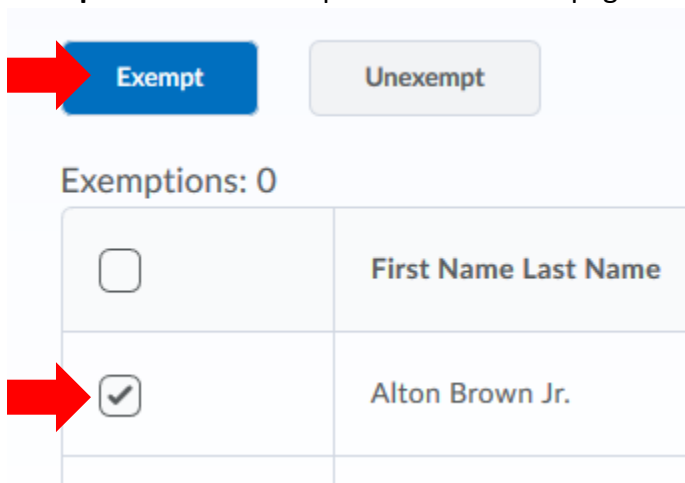 Exempt Unexempt
Exemptions: 0
First Name Last Name
Alton Brown Jr.